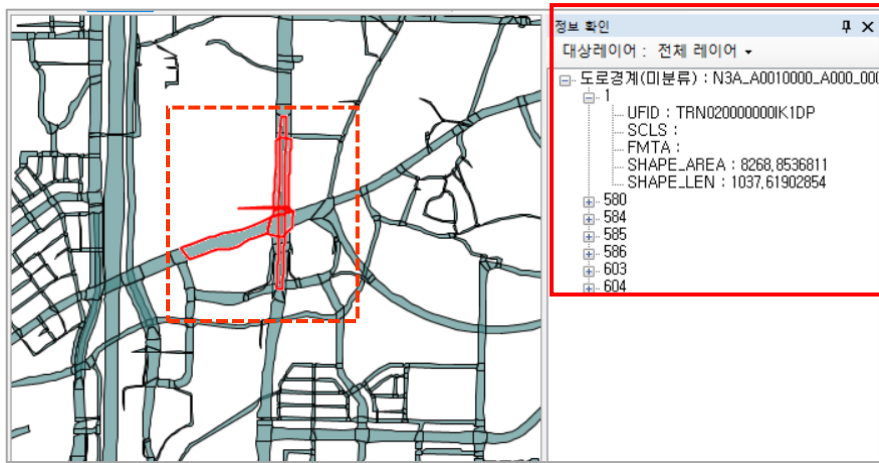 정보 확인
대상레이어 : 전체 레이어
도로경계(미분류) : N3A_A0010000_A000_000
1
UFID : TRN020000000IK1DP
SCLS :
FMTA :
SHAPE_AREA : 8268,8536811
SHAPE_LEN : 1037,61902854
580
584
585
586
603
604